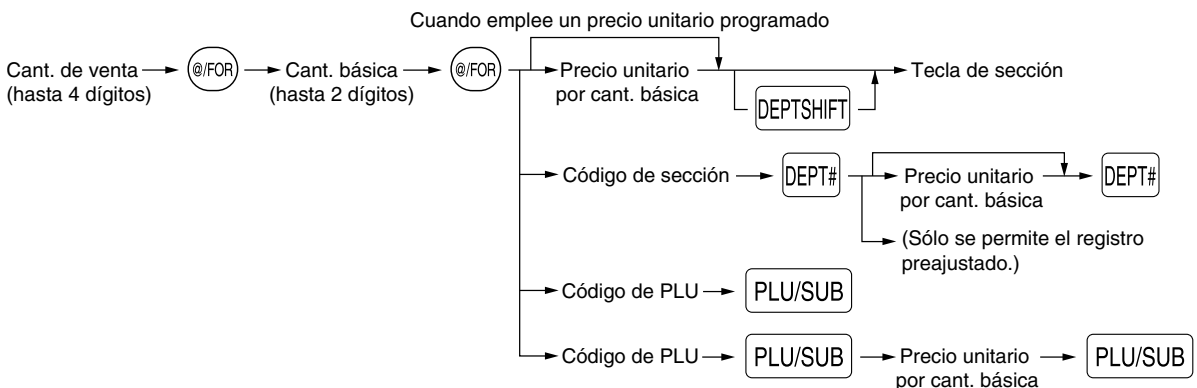 Cuando emplee un precio unitario programado
Cant. de venta
(hasta 4 dígitos)
@/FOR
Cant. básica
(hasta 2 dígitos)
@/FOR
Precio unitario
por cant. básica
DEPTSHIFT
Tecla de sección
Código de sección
DEPT#
Precio unitario
por cant. básica
DEPT#
(Sólo se permite el registro
preajustado.)
Código de PLU
PLU/SUB
Código de PLU
PLU/SUB
Precio unitario
por cant. básica
PLU/SUB